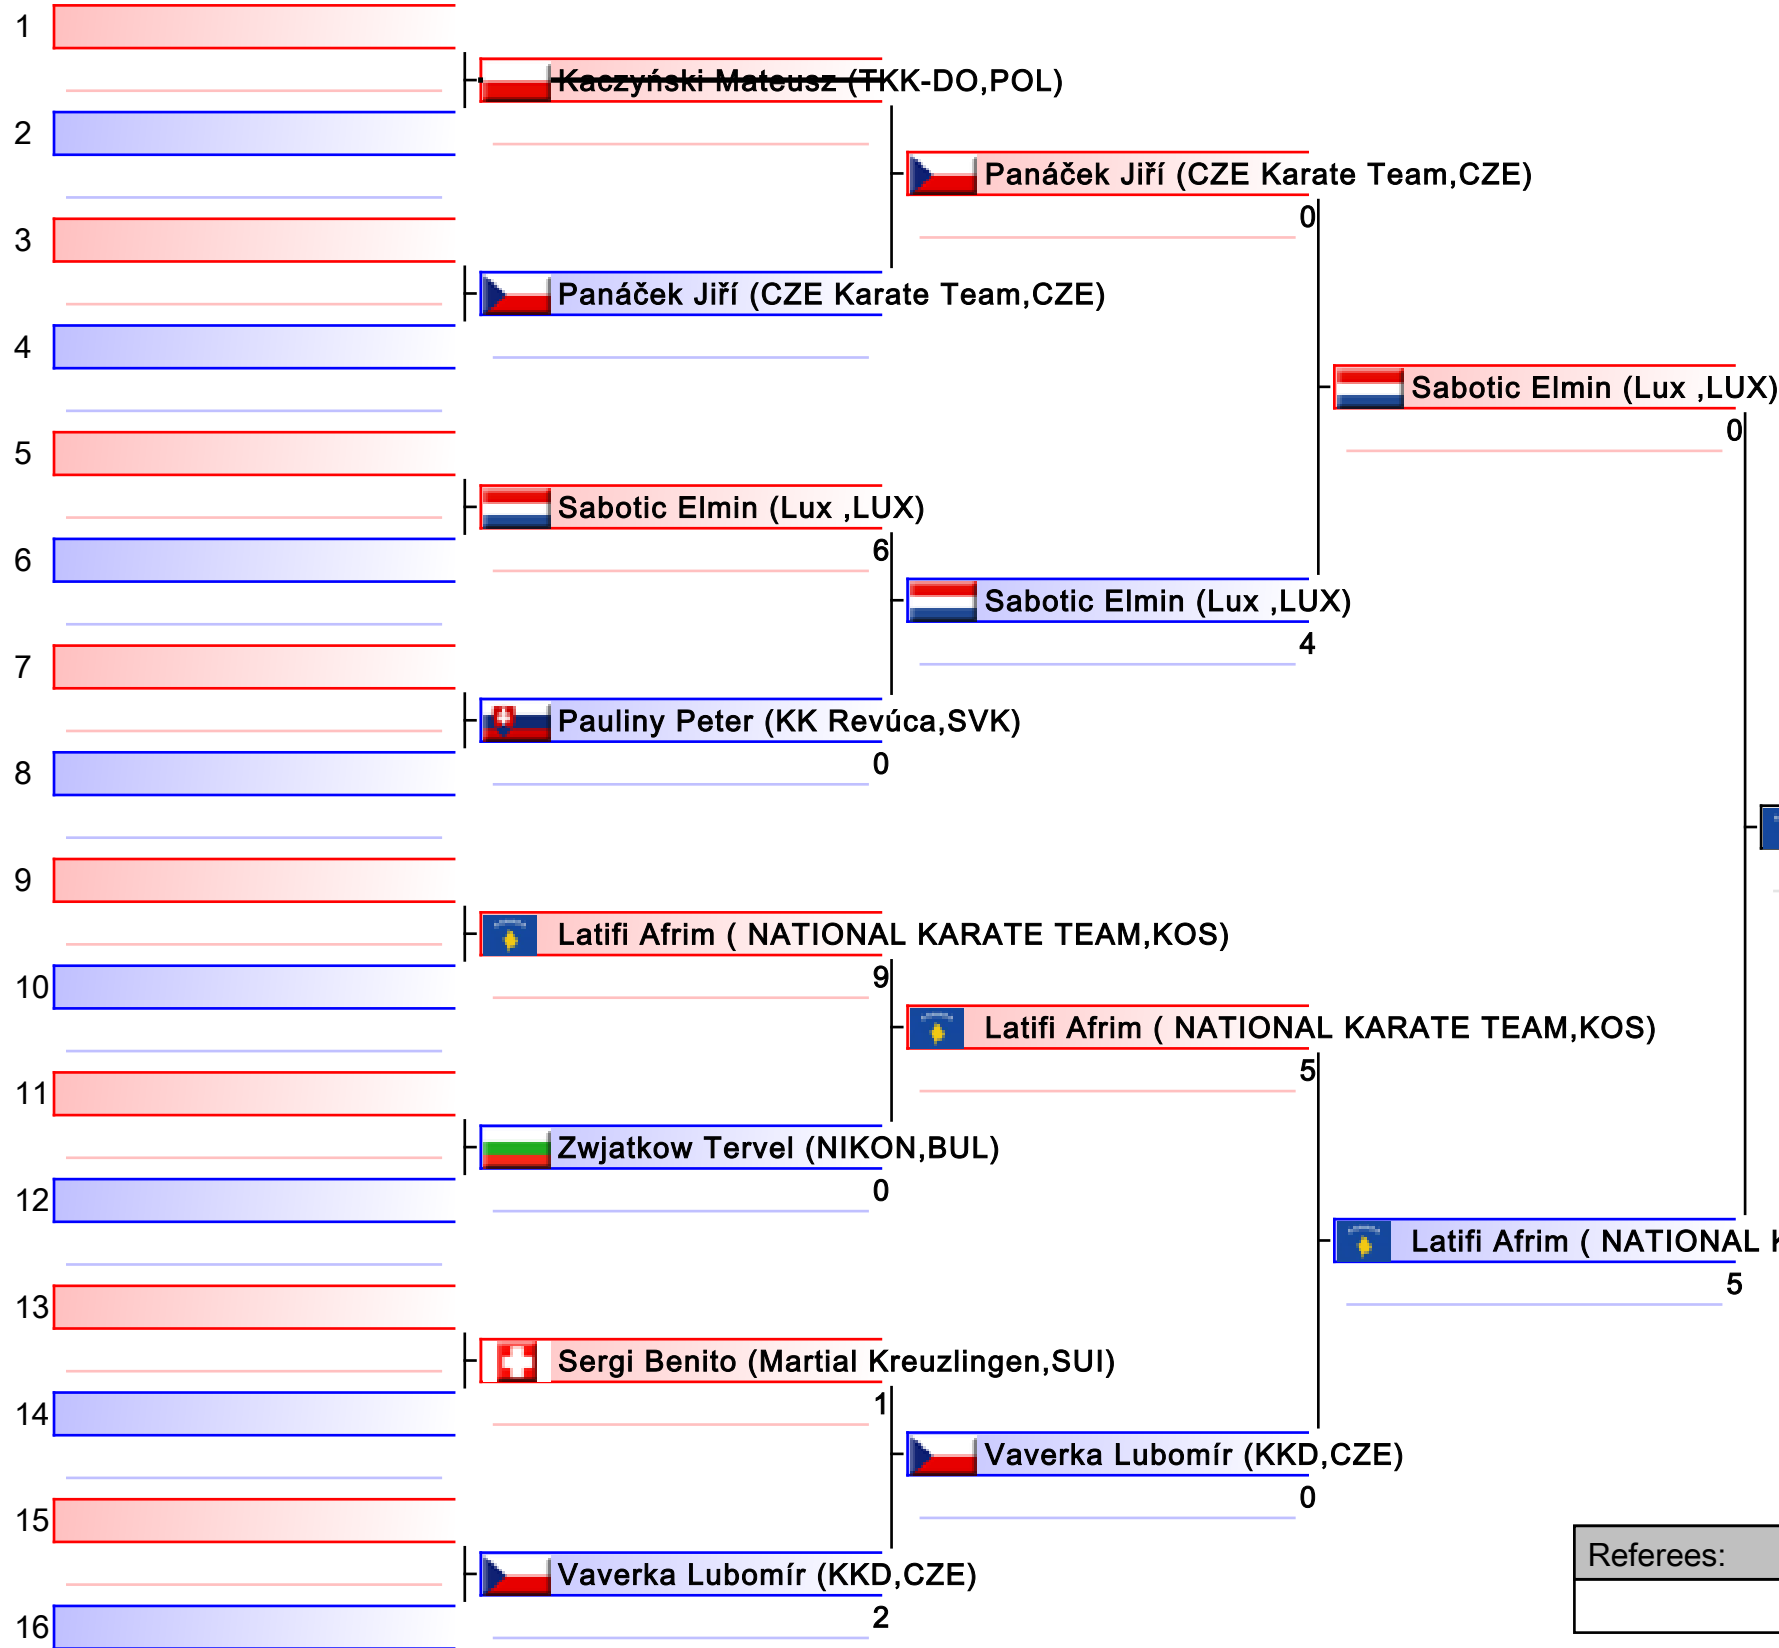 1
Kaczyński Mateusz (TKK-DO,POL)
2
Panáček Jiří (CZE Karate Team,CZE)
0
3
Panáček Jiří (CZE Karate Team,CZE)
4
Sabotic Elmin (Lux ,LUX)
0
5
Sabotic Elmin (Lux ,LUX)
6
6
Sabotic Elmin (Lux ,LUX)
4
7
Pauliny Peter (KK Revúca,SVK)
0
8
9
Latifi Afrim ( NATIONAL KARATE TEAM,KOS)
9
10
Latifi Afrim ( NATIONAL KARATE TEAM,KOS)
5
11
Zwjatkow Tervel (NIKON,BUL)
0
12
Latifi Afrim ( NATIONAL K
5
13
Sergi Benito (Martial Kreuzlingen,SUI)
1
14
Vaverka Lubomír (KKD,CZE)
0
15
Vaverka Lubomír (KKD,CZE)
2
16
Referees: